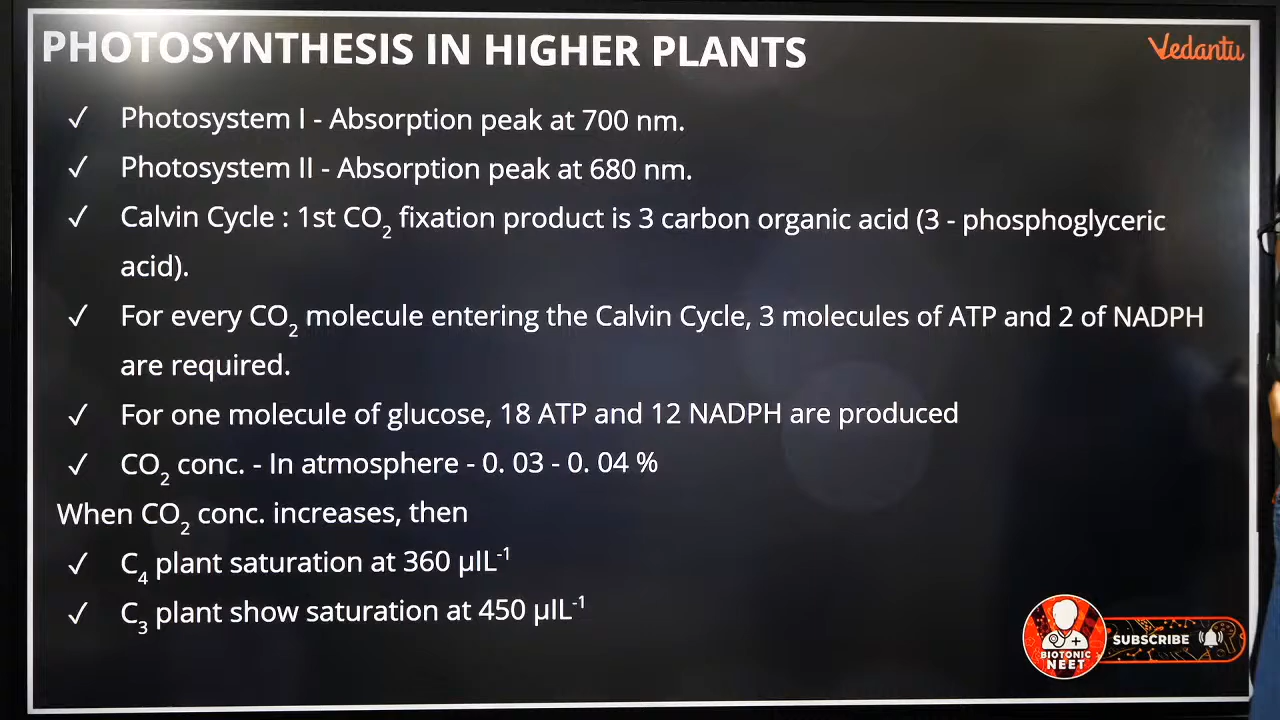 PHOTOSYNTHESIS IN HIGHER PLANTS
Vedantu
✓ Photosystem I - Absorption peak at 700 nm.
✓ Photosystem II - Absorption peak at 680 nm.
✓ Calvin Cycle : 1st CO₂ fixation product is 3 carbon organic acid (3 - phosphoglyceric
acid).
✓ For every CO₂ molecule entering the Calvin Cycle, 3 molecules of ATP and 2 of NADPH
are required.
✓ For one molecule of glucose, 18 ATP and 12 NADPH are produced
✓ CO₂ conc. - In atmosphere - 0. 03 - 0. 04 %
When CO₂ conc. increases, then
✓ C₄ plant saturation at 360 µlL⁻¹
✓ C₃ plant show saturation at 450 µlL⁻¹
SUBSCRIBE
BIOTONIC
NEET